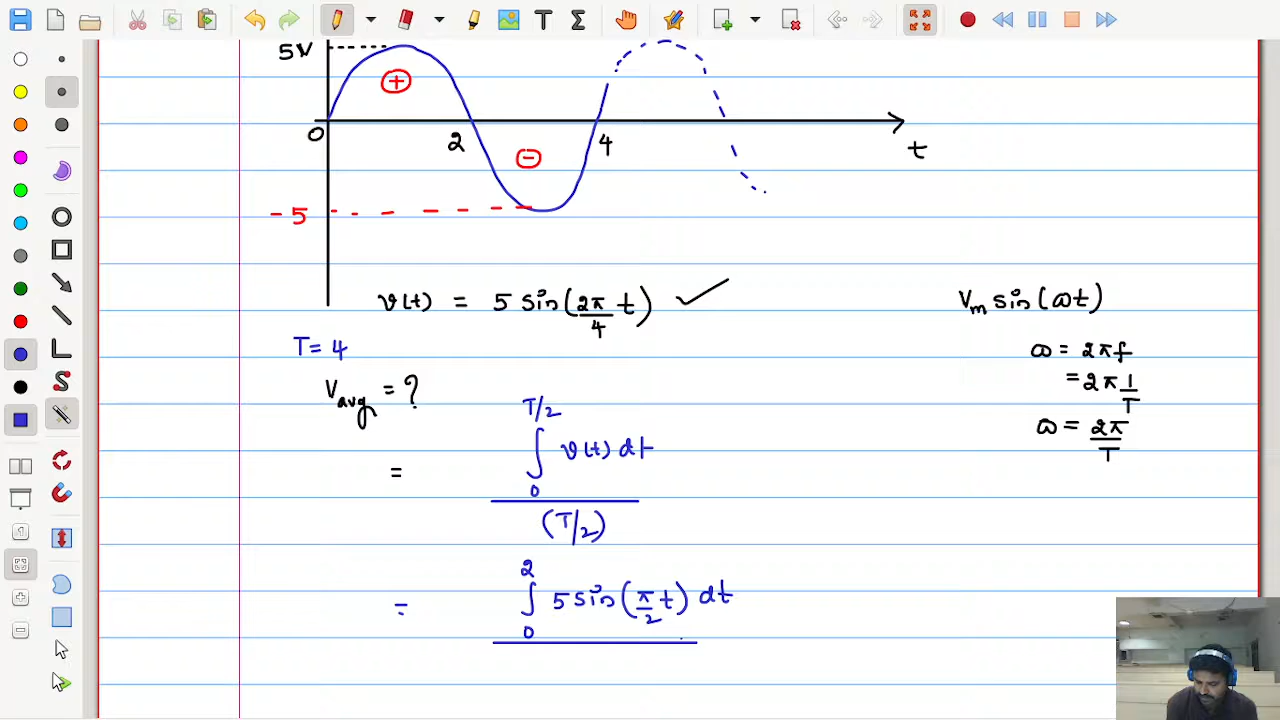 5V
+
0
2
-
4
t
- 5
v(t) = 5 sin(2π/4 t) ✓
Vm sin(ωt)
T = 4
ω = 2πf
= 2π 1/T
ω = 2π/T
Vavg = ?
= ∫ 0 T/2 v(t) dt
(T/2)
= ∫ 0 2 5 sin(π/2 t) dt